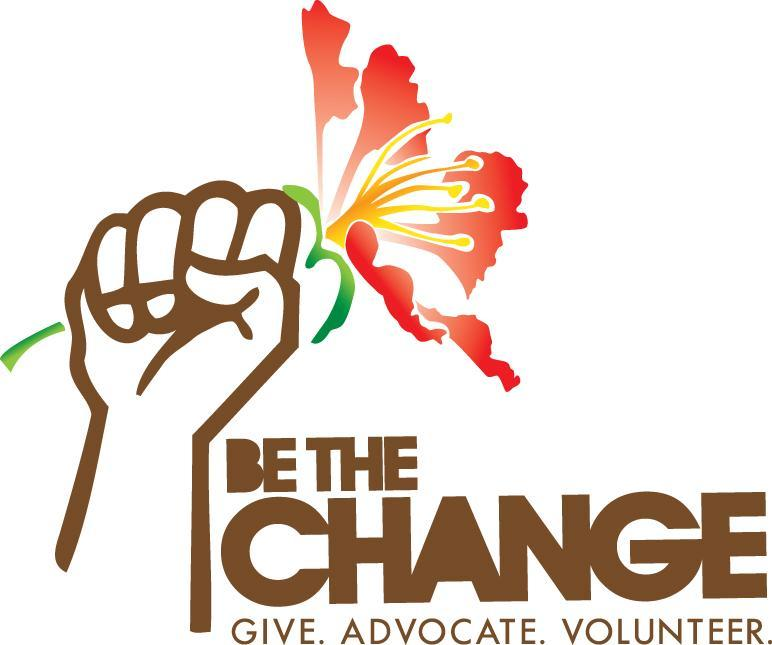 BE THE
CHANGE
GIVE. ADVOCATE. VOLUNTEER.